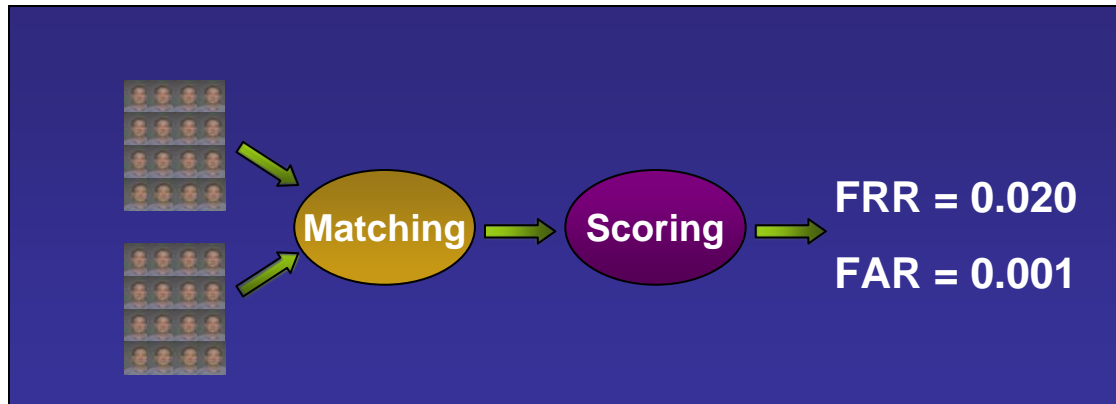 Matching
Scoring
FRR = 0.020
FAR = 0.001